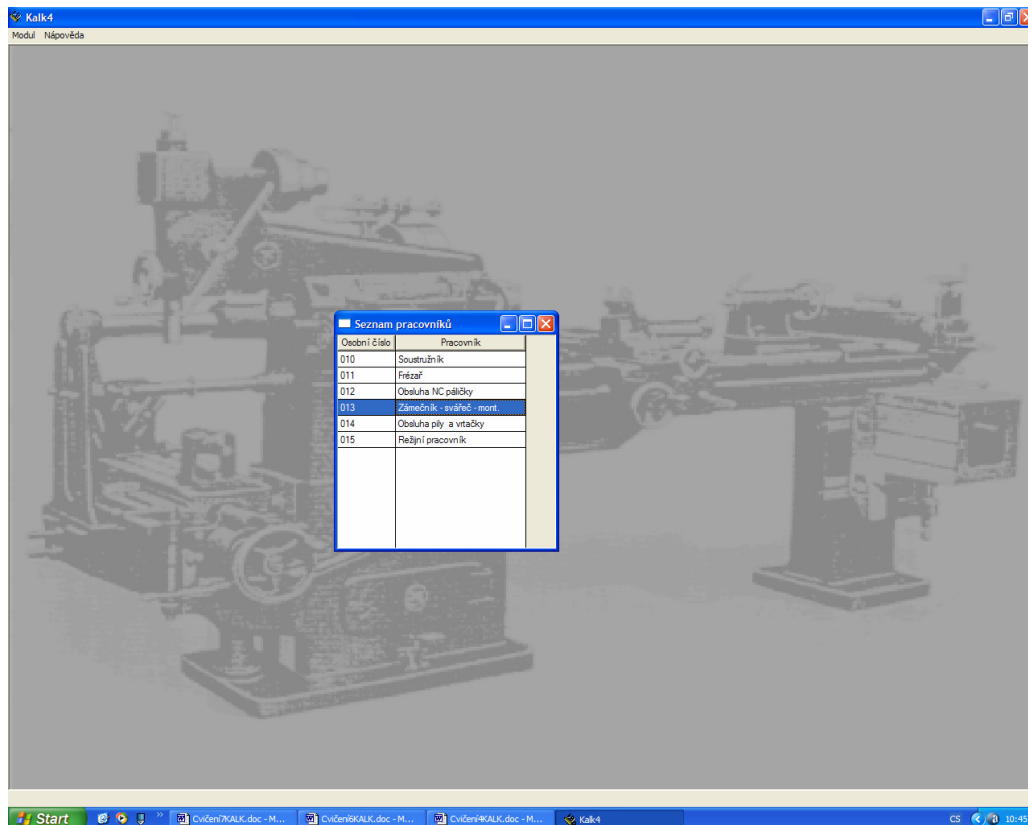 Kalk4
Modul Nápověda
Seznam pracovníků
Osobní číslo Pracovník
010 Soustružník
011 Frézař
012 Obsluha NC páličky
013 Zámečník - svářeč - mont.
014 Obsluha pily a vrtačky
015 Režijní pracovník
Start Cvičení7KALK.doc - M... Cvičení6KALK.doc - M... Cvičení4KALK.doc - M... Kalk4 CS 10:45